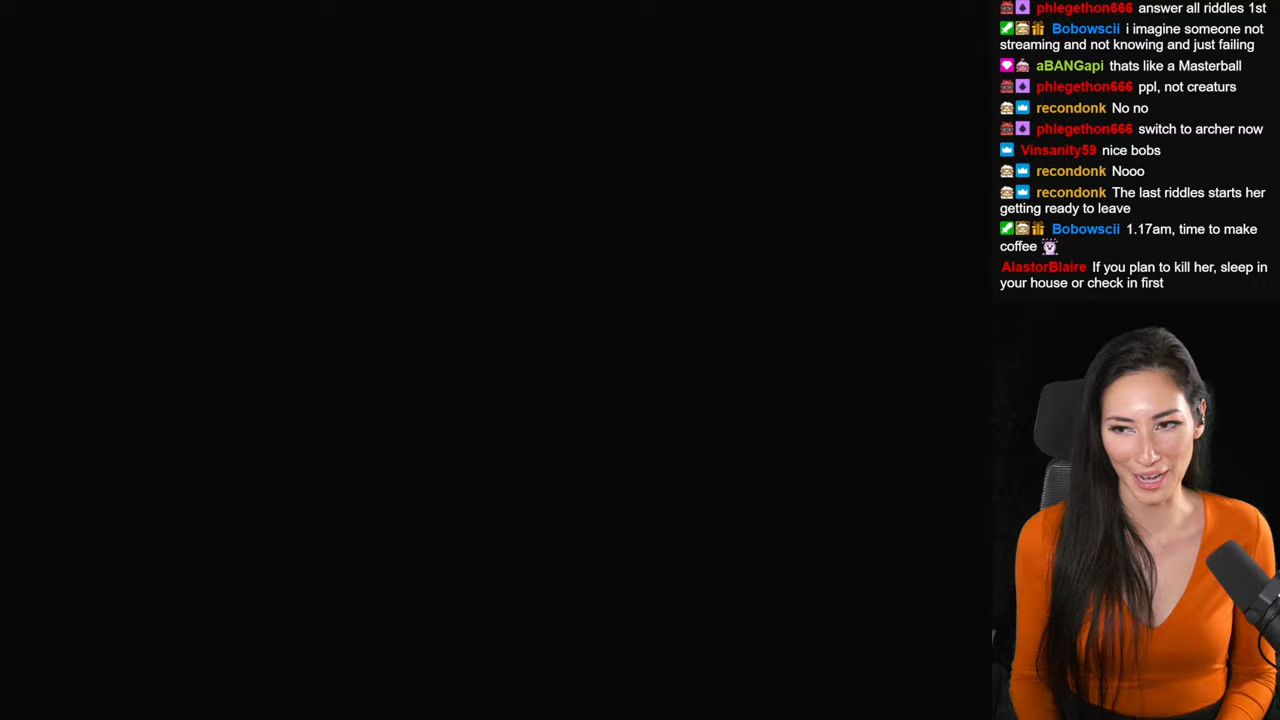 phlegethon666 answer all riddles 1st
Bobowscii i imagine someone not
streaming and not knowing and just failing
aBANGapi thats like a Masterball
phlegethon666 ppl, not creaturs
recondonk No no
phlegethon666 switch to archer now
Vinsanity59 nice bobs
recondonk Nooo
recondonk The last riddles starts her
getting ready to leave
Bobowscii 1.17am, time to make
coffee
AlastorBlaire If you plan to kill her, sleep in
your house or check in first